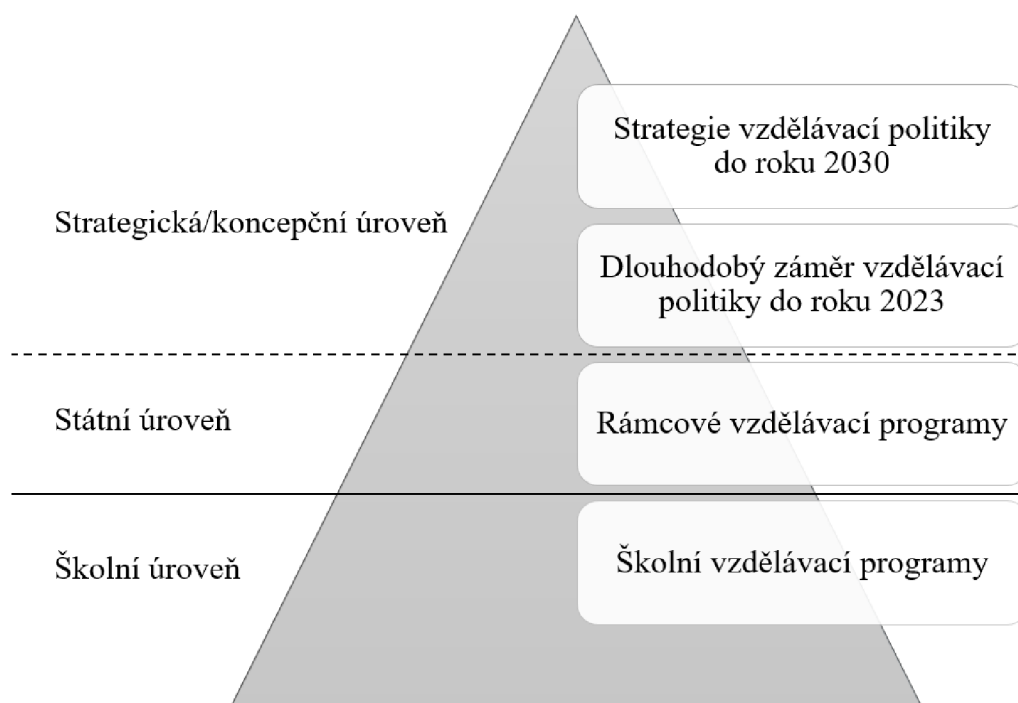 Strategie vzdělávací politiky
do roku 2030
Strategická/koncepční úroveň
Dlouhodobý záměr vzdělávací
politiky do roku 2023
Státní úroveň
Rámcové vzdělávací programy
Školní úroveň
Školní vzdělávací programy